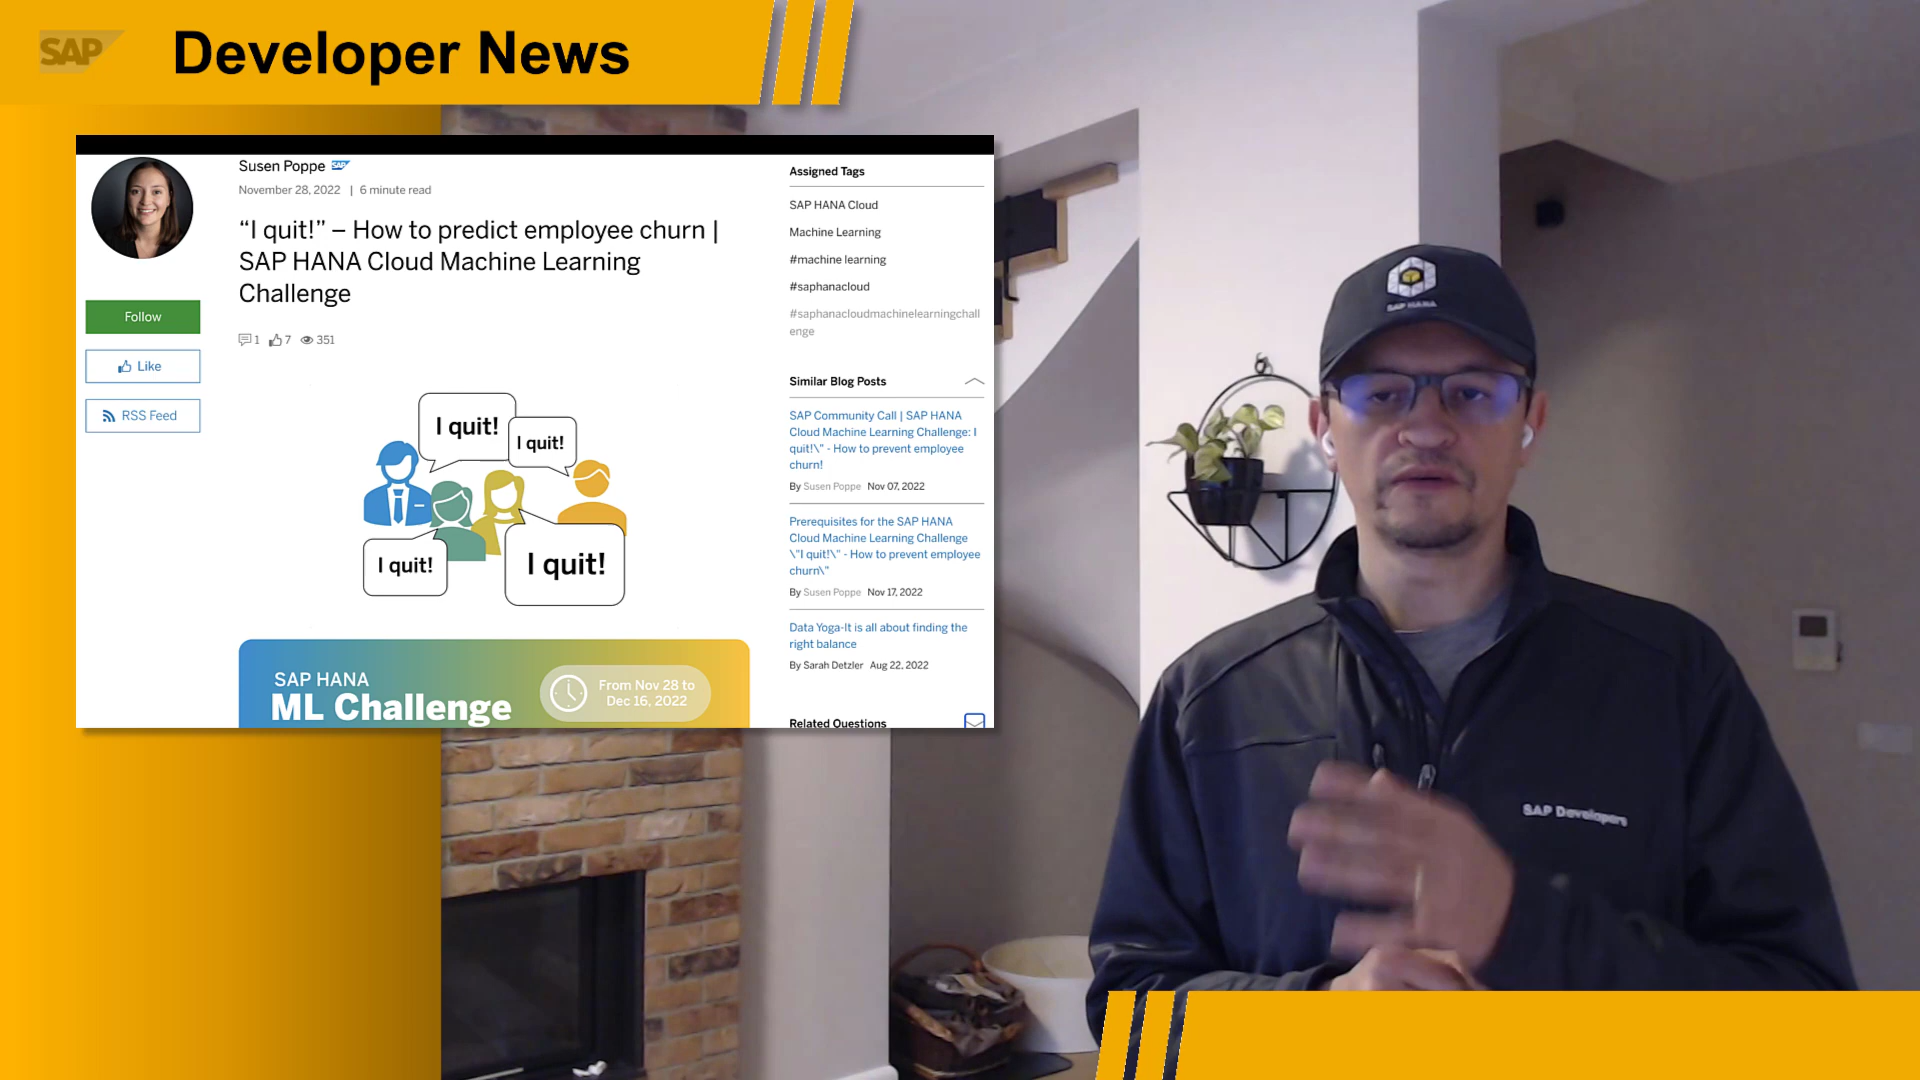 SAP
Developer News
Susen Poppe SAP
November 28, 2022 | 6 minute read
“I quit!” – How to predict employee churn |
SAP HANA Cloud Machine Learning
Challenge
1 7 351
Follow
Like
RSS Feed
I quit!
I quit!
I quit!
I quit!
SAP HANA
ML Challenge
From Nov 28 to
Dec 16, 2022
Assigned Tags
SAP HANA Cloud
Machine Learning
#machine learning
#saphanacloud
#saphanacloudmachinelearningchall
enge
Similar Blog Posts
SAP Community Call | SAP HANA
Cloud Machine Learning Challenge: I
quit!\" - How to prevent employee
churn!
By Susen Poppe Nov 07, 2022
Prerequisites for the SAP HANA
Cloud Machine Learning Challenge
\"I quit!\" - How to prevent employee
churn\"
By Susen Poppe Nov 17, 2022
Data Yoga-It is all about finding the
right balance
By Sarah Detzler Aug 22, 2022
Related Questions
SAP HANA
SAP Developers